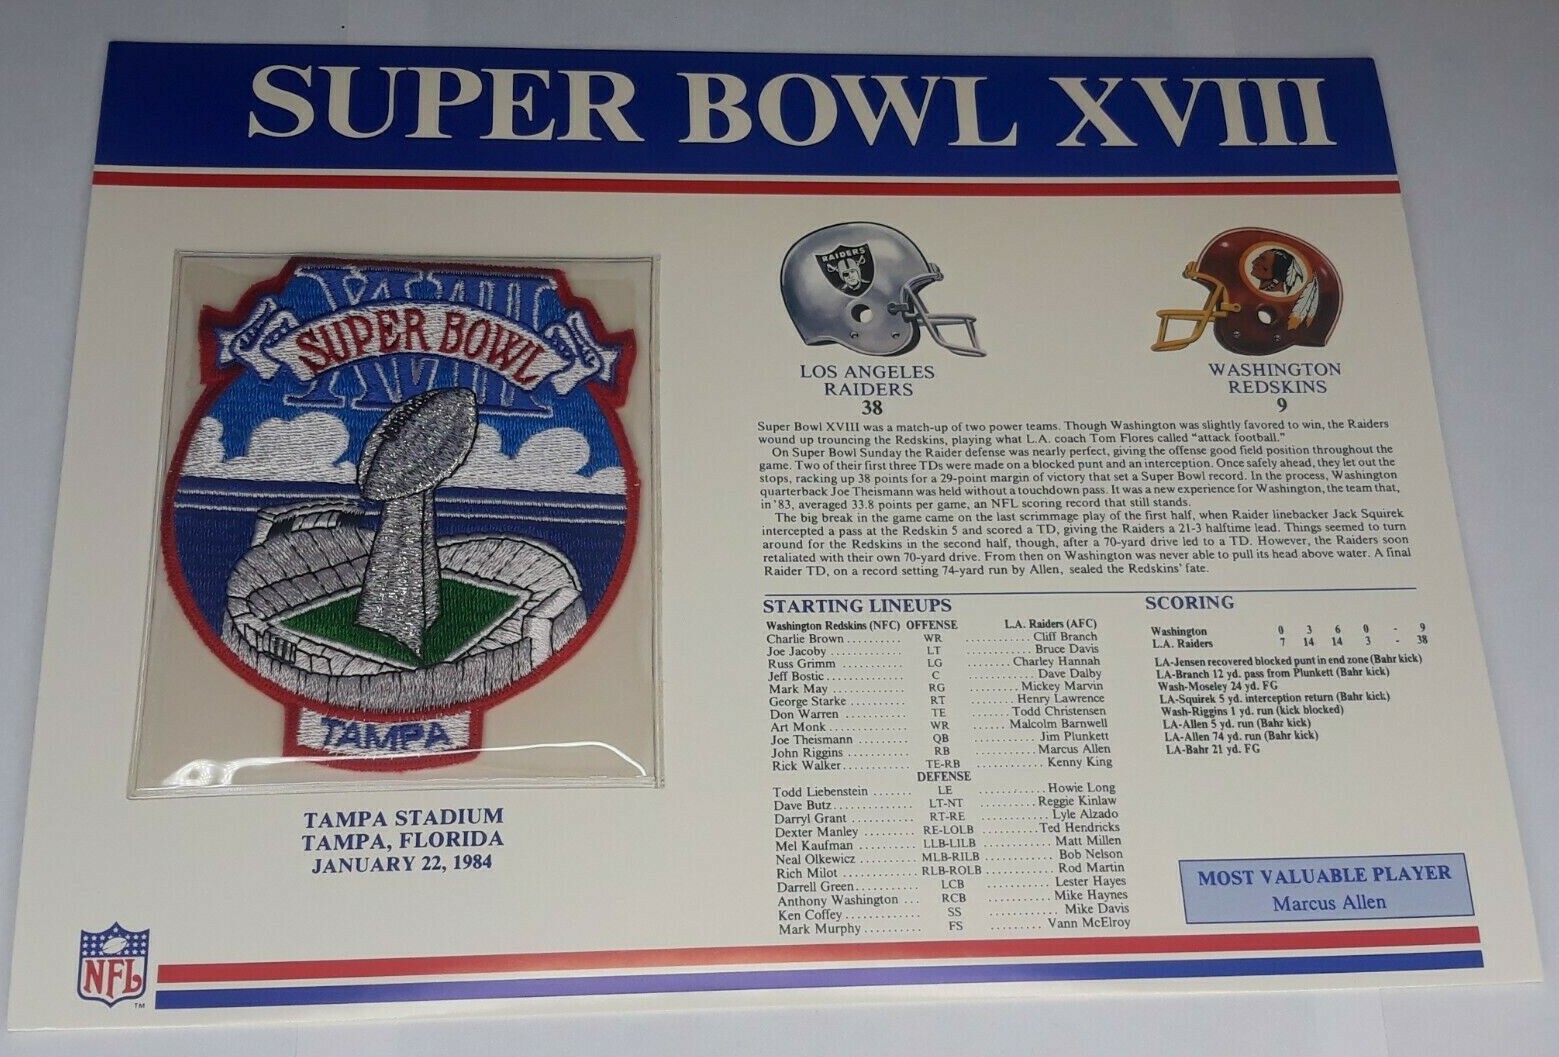 SUPER BOWL XVIII
XVIII
SUPER BOWL
TAMPA
TAMPA STADIUM
TAMPA, FLORIDA
JANUARY 22, 1984
RAIDERS
LOS ANGELES
RAIDERS
38
WASHINGTON
REDSKINS
9
Super Bowl XVIII was a match-up of two power teams. Though Washington was slightly favored to win, the Raiders
wound up trouncing the Redskins, playing what L.A. coach Tom Flores called "attack football."
On Super Bowl Sunday the Raider defense was nearly perfect, giving the offense good field position throughout the
game. Two of their first three TDs were made on a blocked punt and an interception. Once safely ahead, they let out the
stops, racking up 38 points for a 29-point margin of victory that set a Super Bowl record. In the process, Washington
quarterback Joe Theismann was held without a touchdown pass. It was a new experience for Washington, the team that,
in '83, averaged 33.8 points per game, an NFL scoring record that still stands.
The big break in the game came on the last scrimmage play of the first half, when Raider linebacker Jack Squirek
intercepted a pass at the Redskin 5 and scored a TD, giving the Raiders a 21-3 halftime lead. Things seemed to turn
around for the Redskins in the second half, though, after a 70-yard drive led to a TD. However, the Raiders soon
retaliated with their own 70-yard drive. From then on Washington was never able to pull its head above water. A final
Raider TD, on a record setting 74-yard run by Allen, sealed the Redskins' fate.
STARTING LINEUPS
Washington Redskins (NFC) OFFENSE L.A. Raiders (AFC)
Charlie Brown .......... WR ............ Cliff Branch
Joe Jacoby ............. LT ............ Bruce Davis
Russ Grimm ............ LG ........ Charley Hannah
Jeff Bostic ............. C ............ Dave Dalby
Mark May .............. RG .......... Mickey Marvin
George Starke .......... RT ......... Henry Lawrence
Don Warren ............ TE ....... Todd Christensen
Art Monk .............. WR ....... Malcolm Barnwell
Joe Theismann ......... QB ............ Jim Plunkett
John Riggins ........... RB ........... Marcus Allen
Rick Walker............ TE-RB ............ Kenny King
DEFENSE
Todd Liebenstein ....... LE ............ Howie Long
Dave Butz.............. LT-NT .......... Reggie Kinlaw
Darryl Grant ........... RT-RE ............ Lyle Alzado
Dexter Manley ......... RE-LOLB .......... Ted Hendricks
Mel Kaufman .......... LLB-LILB ............ Matt Millen
Neal Olkewicz .......... MLB-RILB ............ Bob Nelson
Rich Milot ............. RLB-ROLB ............ Rod Martin
Darrell Green........... LCB ............ Lester Hayes
Anthony Washington ... RCB ............ Mike Haynes
Ken Coffey ............. SS ............ Mike Davis
Mark Murphy .......... FS ......... Vann McElroy
SCORING
Washington 0 3 6 0 - 9
L.A. Raiders 7 14 14 3 - 38
LA-Jensen recovered blocked punt in end zone (Bahr kick)
LA-Branch 12 yd. pass from Plunkett (Bahr kick)
Wash-Moseley 24 yd. FG
LA-Squirek 5 yd. interception return (Bahr kick)
Wash-Riggins 1 yd. run (kick blocked)
LA-Allen 5 yd. run (Bahr kick)
LA-Allen 74 yd. run (Bahr kick)
LA-Bahr 21 yd. FG
MOST VALUABLE PLAYER
Marcus Allen
NFL
TM